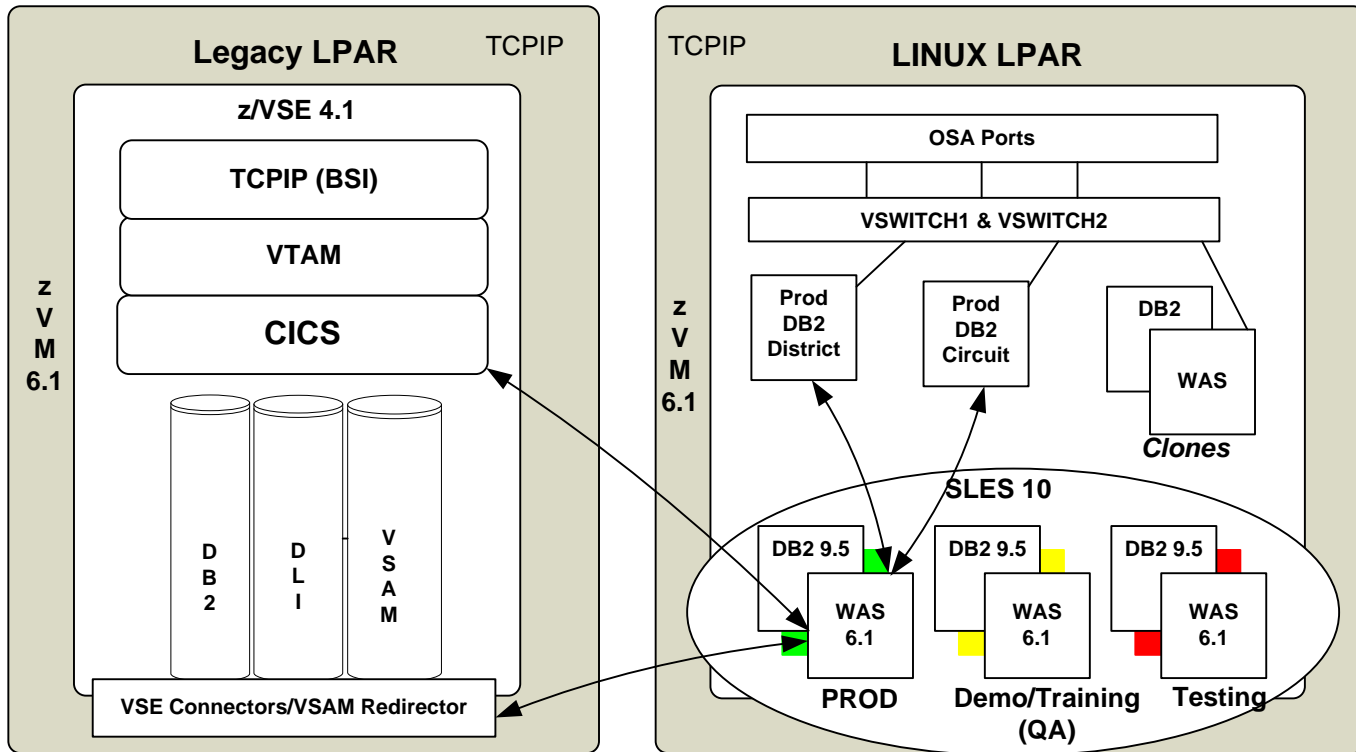 Legacy LPAR
TCPIP
z/VSE 4.1
TCPIP (BSI)
VTAM
CICS
z
V
M
6.1
D
B
2
D
L
I
V
S
A
M
VSE Connectors/VSAM Redirector
TCPIP
LINUX LPAR
OSA Ports
VSWITCH1 & VSWITCH2
z
V
M
6.1
Prod
DB2
District
Prod
DB2
Circuit
DB2
WAS
Clones
SLES 10
DB2 9.5
WAS
6.1
PROD
DB2 9.5
WAS
6.1
Demo/Training
(QA)
DB2 9.5
WAS
6.1
Testing